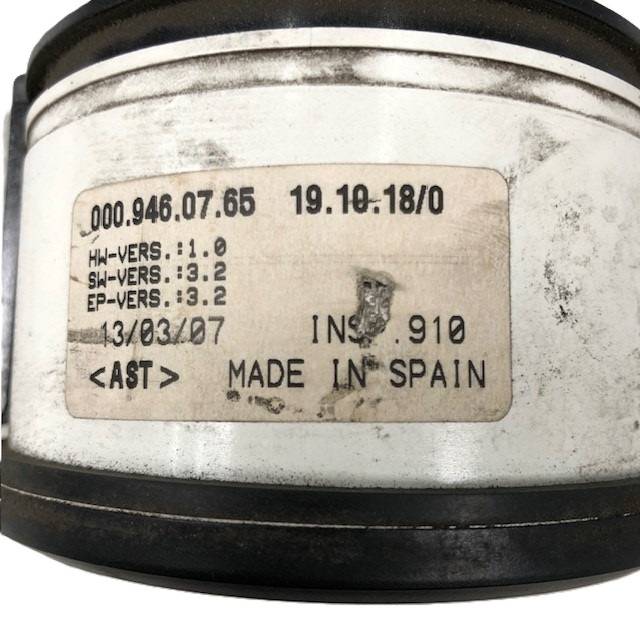 000.946.07.65 19.10.18/0
HW-VERS.:1.0
SW-VERS.:3.2
EP-VERS.:3.2
13/03/07 .910
<AST> MADE IN SPAIN